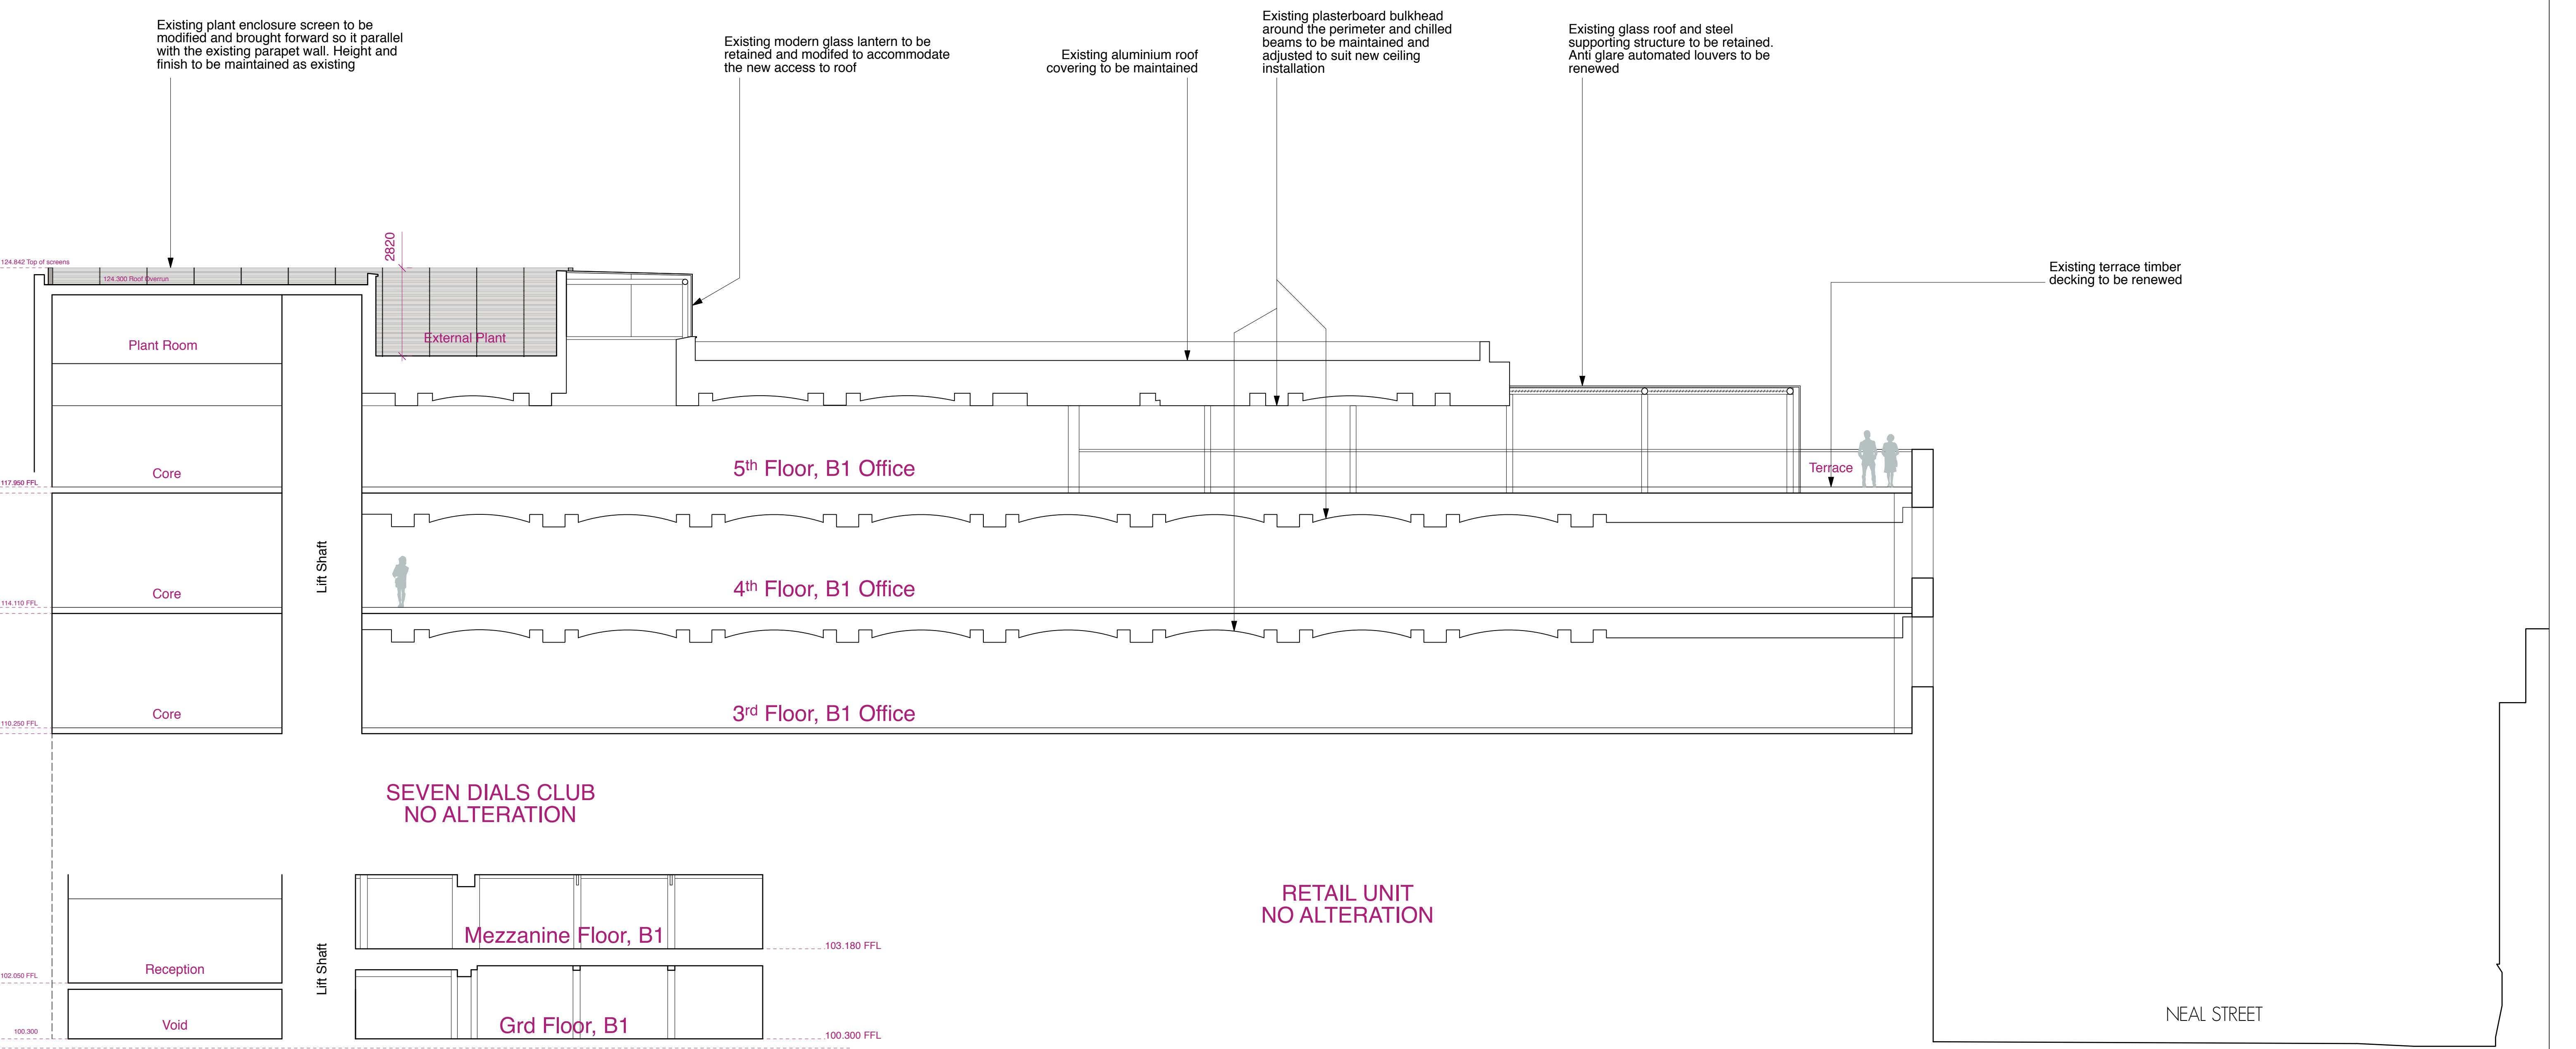 Existing plant enclosure screen to be
modified and brought forward so it parallel
with the existing parapet wall. Height and
finish to be maintained as existing
Existing modern glass lantern to be
retained and modifed to accommodate
the new access to roof
Existing aluminium roof
covering to be maintained
Existing plasterboard bulkhead
around the perimeter and chilled
beams to be maintained and
adjusted to suit new ceiling
installation
Existing glass roof and steel
supporting structure to be retained.
Anti glare automated louvers to be
renewed
Existing terrace timber
decking to be renewed
2820
124.842 Top of screens
124.300 Roof Overrun
External Plant
Plant Room
Core
5th Floor, B1 Office
Terrace
117.950 FFL
Lift Shaft
Core
4th Floor, B1 Office
114.110 FFL
Core
3rd Floor, B1 Office
110.250 FFL
SEVEN DIALS CLUB
NO ALTERATION
RETAIL UNIT
NO ALTERATION
Mezzanine Floor, B1
103.180 FFL
Lift Shaft
Reception
102.050 FFL
Void
Grd Floor, B1
100.300
100.300 FFL
NEAL STREET